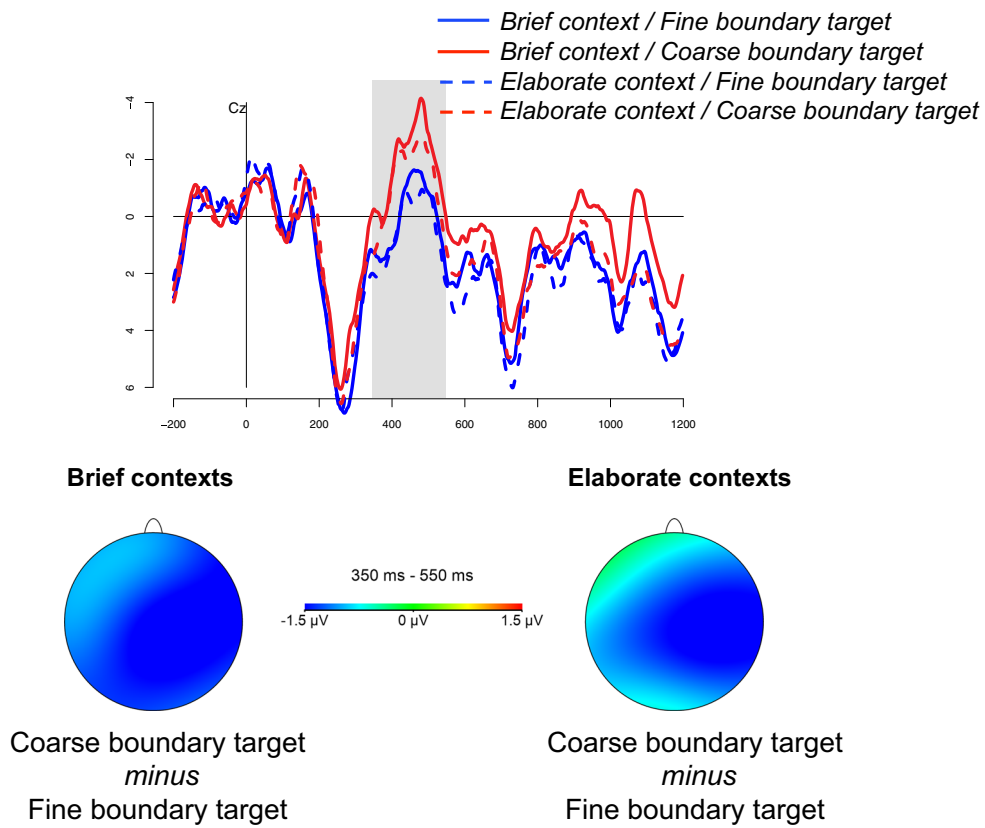 Brief context / Fine boundary target
Brief context / Coarse boundary target
Elaborate context / Fine boundary target
Elaborate context / Coarse boundary target
Cz
−4
−2
0
2
4
6
−200 0 200 400 600 800 1000 1200
Brief contexts Elaborate contexts
350 ms - 550 ms
-1.5 µV 0 µV 1.5 µV
Coarse boundary target Coarse boundary target
minus minus
Fine boundary target Fine boundary target